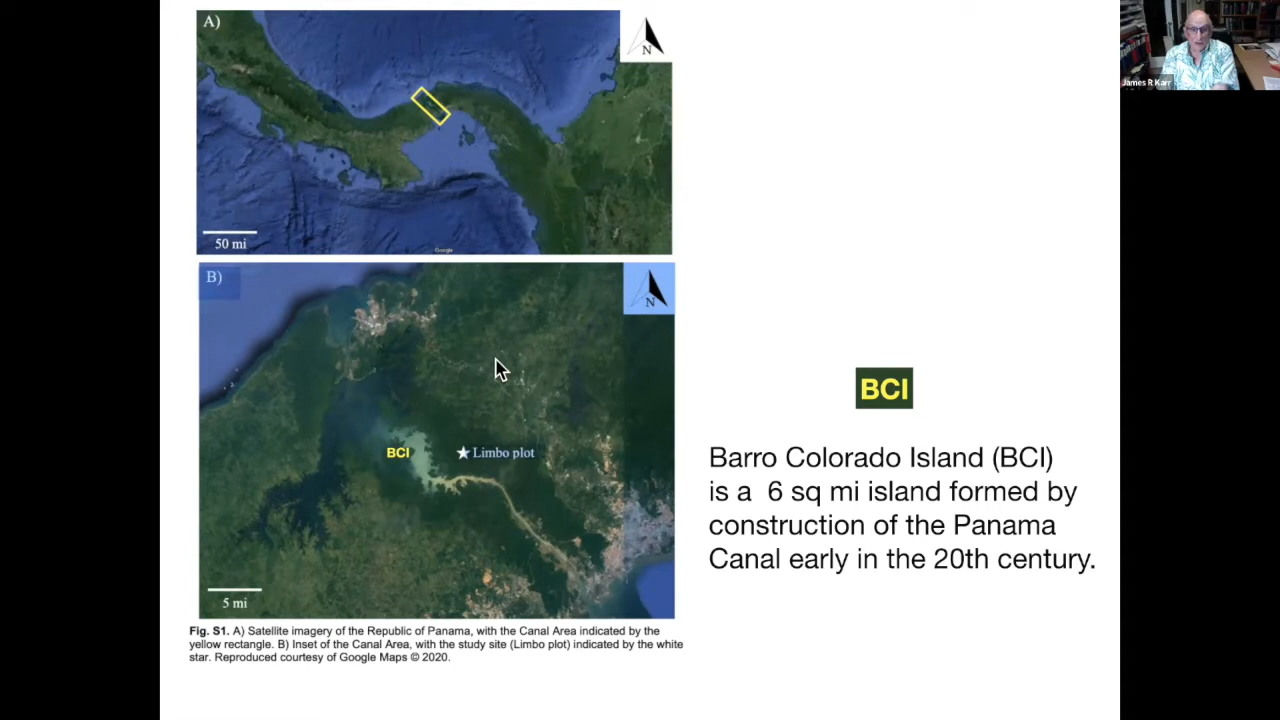 A)
N
50 mi
Google
B)
N
BCI
Limbo plot
5 mi
Fig. S1. A) Satellite imagery of the Republic of Panama, with the Canal Area indicated by the
yellow rectangle. B) Inset of the Canal Area, with the study site (Limbo plot) indicated by the white
star. Reproduced courtesy of Google Maps © 2020.
BCI
Barro Colorado Island (BCI)
is a 6 sq mi island formed by
construction of the Panama
Canal early in the 20th century.
James R Karr